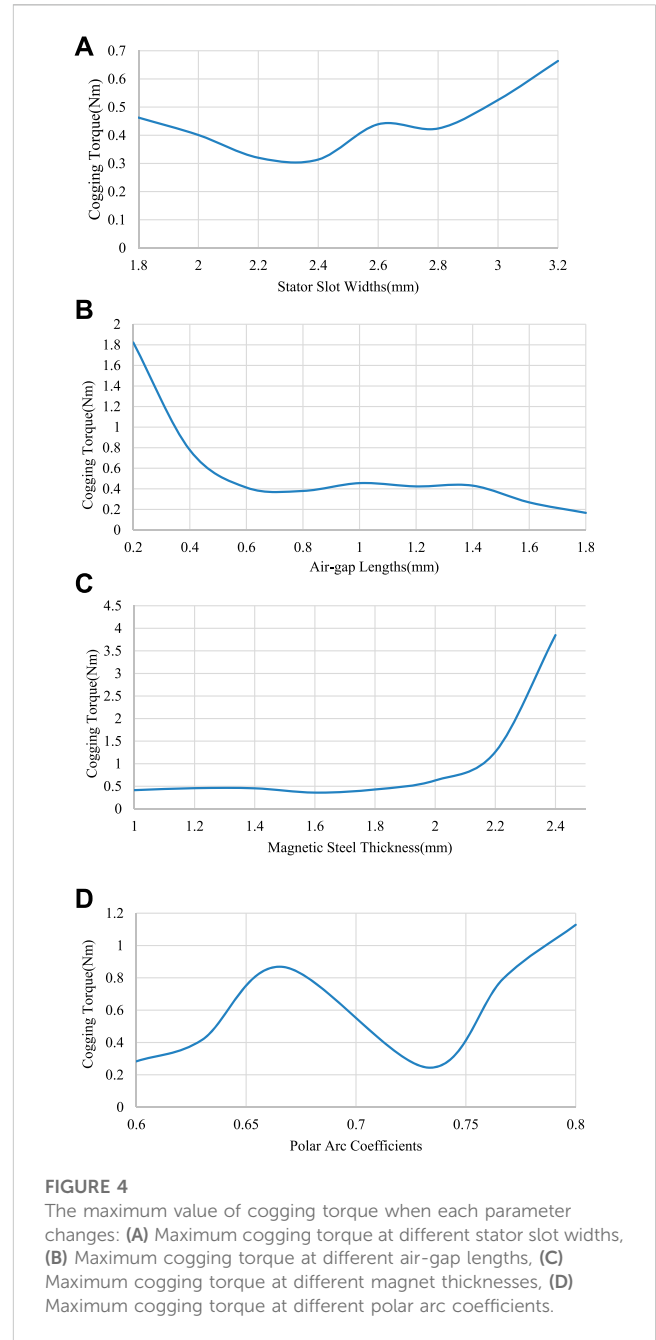 A
Cogging Torque(Nm)
0.7
0.6
0.5
0.4
0.3
0.2
0.1
0
1.8 2 2.2 2.4 2.6 2.8 3 3.2
Stator Slot Widths(mm)
B
Cogging Torque(Nm)
2
1.8
1.6
1.4
1.2
1
0.8
0.6
0.4
0.2
0
0.2 0.4 0.6 0.8 1 1.2 1.4 1.6 1.8
Air-gap Lengths(mm)
C
Cogging Torque(Nm)
4.5
4
3.5
3
2.5
2
1.5
1
0.5
0
1 1.2 1.4 1.6 1.8 2 2.2 2.4
Magnetic Steel Thickness(mm)
D
Cogging Torque(Nm)
1.2
1
0.8
0.6
0.4
0.2
0
0.6 0.65 0.7 0.75 0.8
Polar Arc Coefficients
FIGURE 4
The maximum value of cogging torque when each parameter
changes: (A) Maximum cogging torque at different stator slot widths,
(B) Maximum cogging torque at different air-gap lengths, (C)
Maximum cogging torque at different magnet thicknesses, (D)
Maximum cogging torque at different polar arc coefficients.